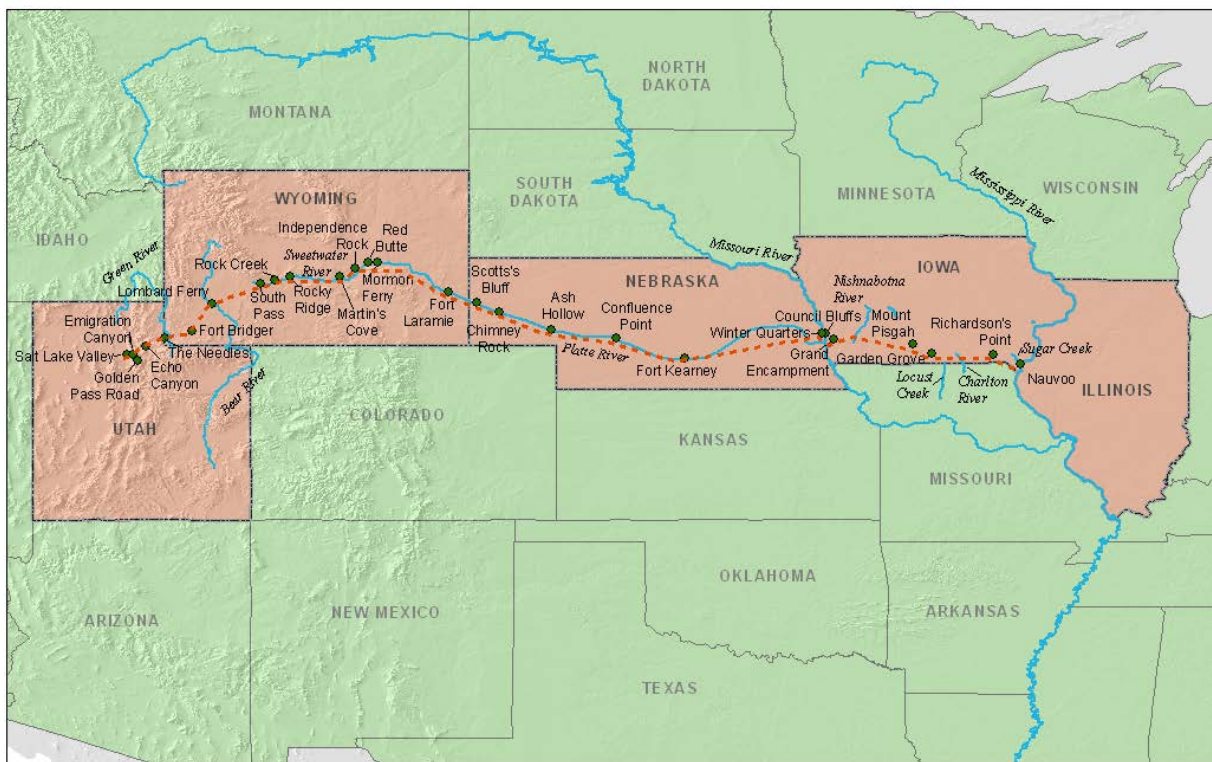 NORTH
DAKOTA
MONTANA
SOUTH
DAKOTA
MINNESOTA
Mississippi River
WISCONSIN
IDAHO
WYOMING
Green River
Independence
Rock
Red
Butte
Sweetwater
River
Rock Creek
Lombard Ferry
South
Pass
Rocky
Ridge
Martin's
Cove
Mormon
Ferry
Fort
Laramie
Scotts's
Bluff
Chimney
Rock
NEBRASKA
Ash
Hollow
Confluence
Point
Platte River
Fort Kearney
Missouri River
Winter Quarters
Council Bluffs
Grand
Encampment
IOWA
Nishnabotna
River
Mount
Pisgah
Garden Grove
Richardson's
Point
Sugar Creek
Locust
Creek
Charlton
River
Nauvoo
ILLINOIS
Emigration
Canyon
Salt Lake Valley
Golden
Pass Road
Echo
Canyon
The Needles
Fort Bridger
Bear River
UTAH
COLORADO
KANSAS
MISSOURI
ARIZONA
NEW MEXICO
OKLAHOMA
ARKANSAS
TEXAS